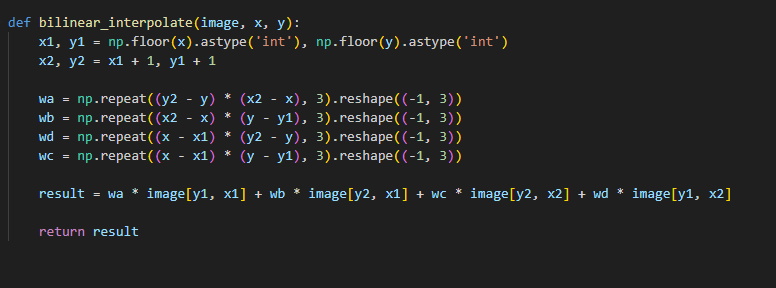 def bilinear_interpolate(image, x, y):
    x1, y1 = np.floor(x).astype('int'), np.floor(y).astype('int')
    x2, y2 = x1 + 1, y1 + 1

    wa = np.repeat((y2 - y) * (x2 - x), 3).reshape((-1, 3))
    wb = np.repeat((x2 - x) * (y - y1), 3).reshape((-1, 3))
    wd = np.repeat((x - x1) * (y2 - y), 3).reshape((-1, 3))
    wc = np.repeat((x - x1) * (y - y1), 3).reshape((-1, 3))

    result = wa * image[y1, x1] + wb * image[y2, x1] + wc * image[y2, x2] + wd * image[y1, x2]

    return result